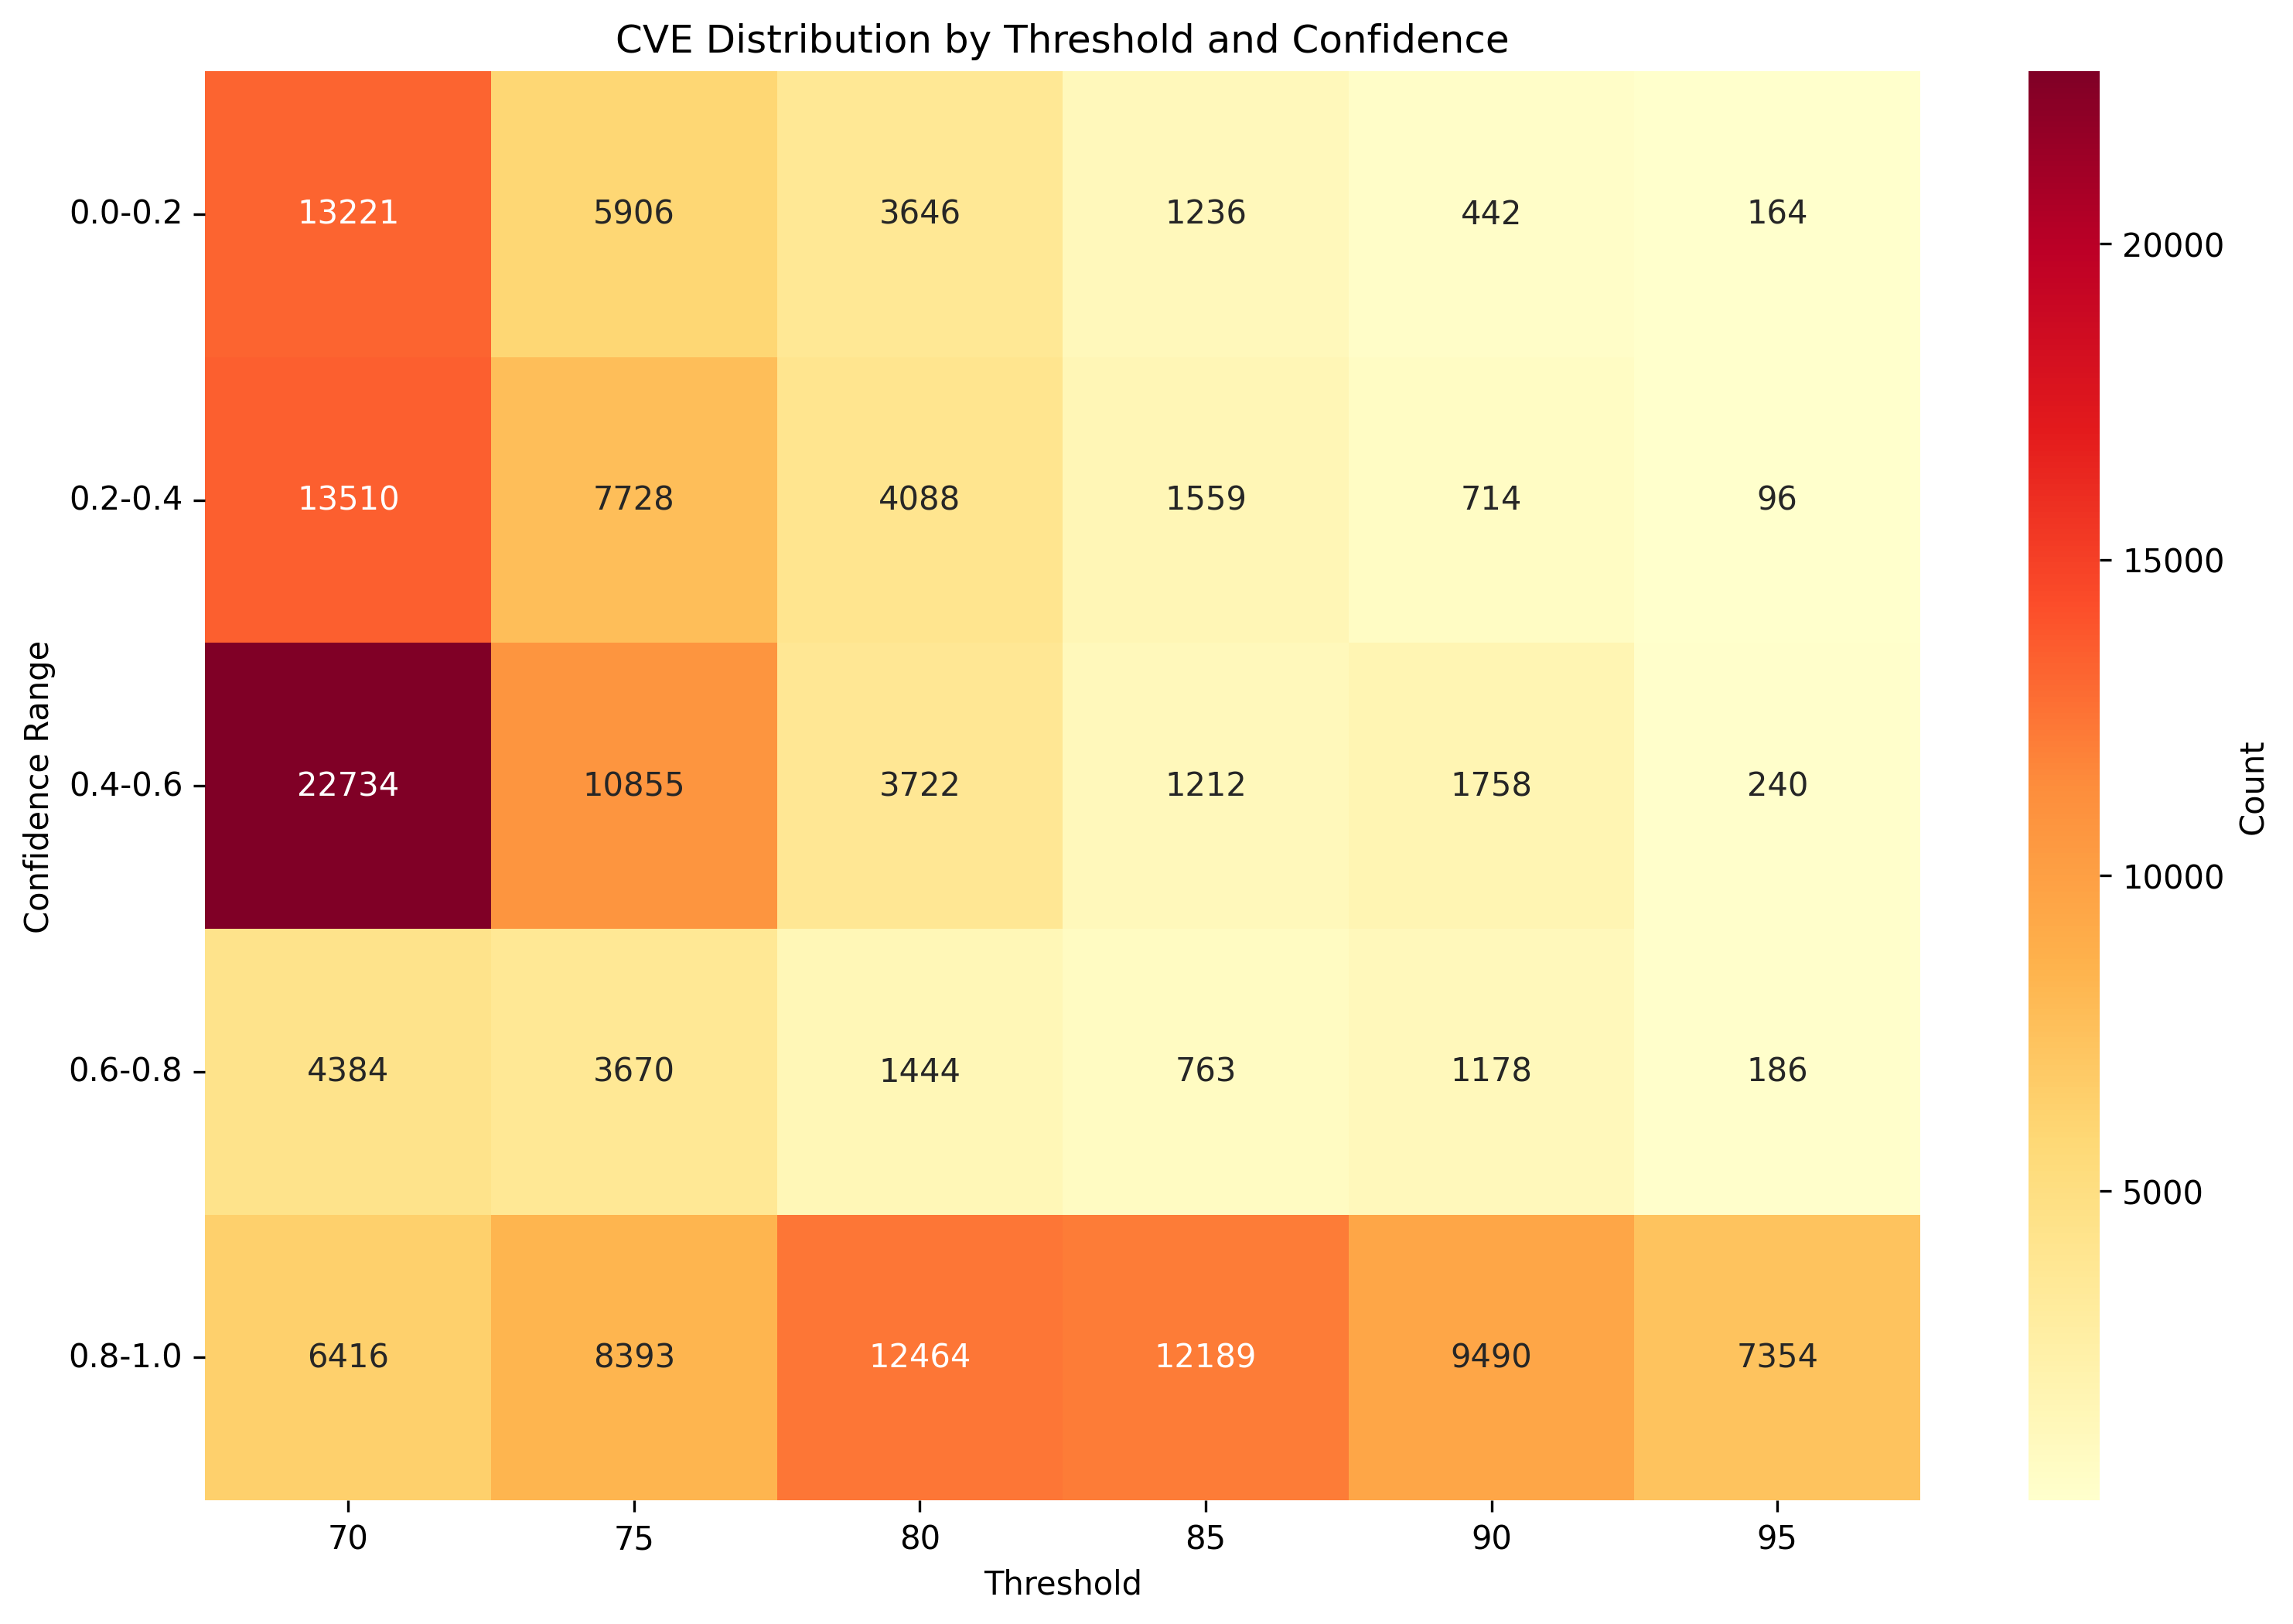 CVE Distribution by Threshold and Confidence
0.0-0.2 13221 5906 3646 1236 442 164
0.2-0.4 13510 7728 4088 1559 714 96
0.4-0.6 22734 10855 3722 1212 1758 240
0.6-0.8 4384 3670 1444 763 1178 186
0.8-1.0 6416 8393 12464 12189 9490 7354
70 75 80 85 90 95
Threshold
Confidence Range
20000
15000
10000
5000
Count